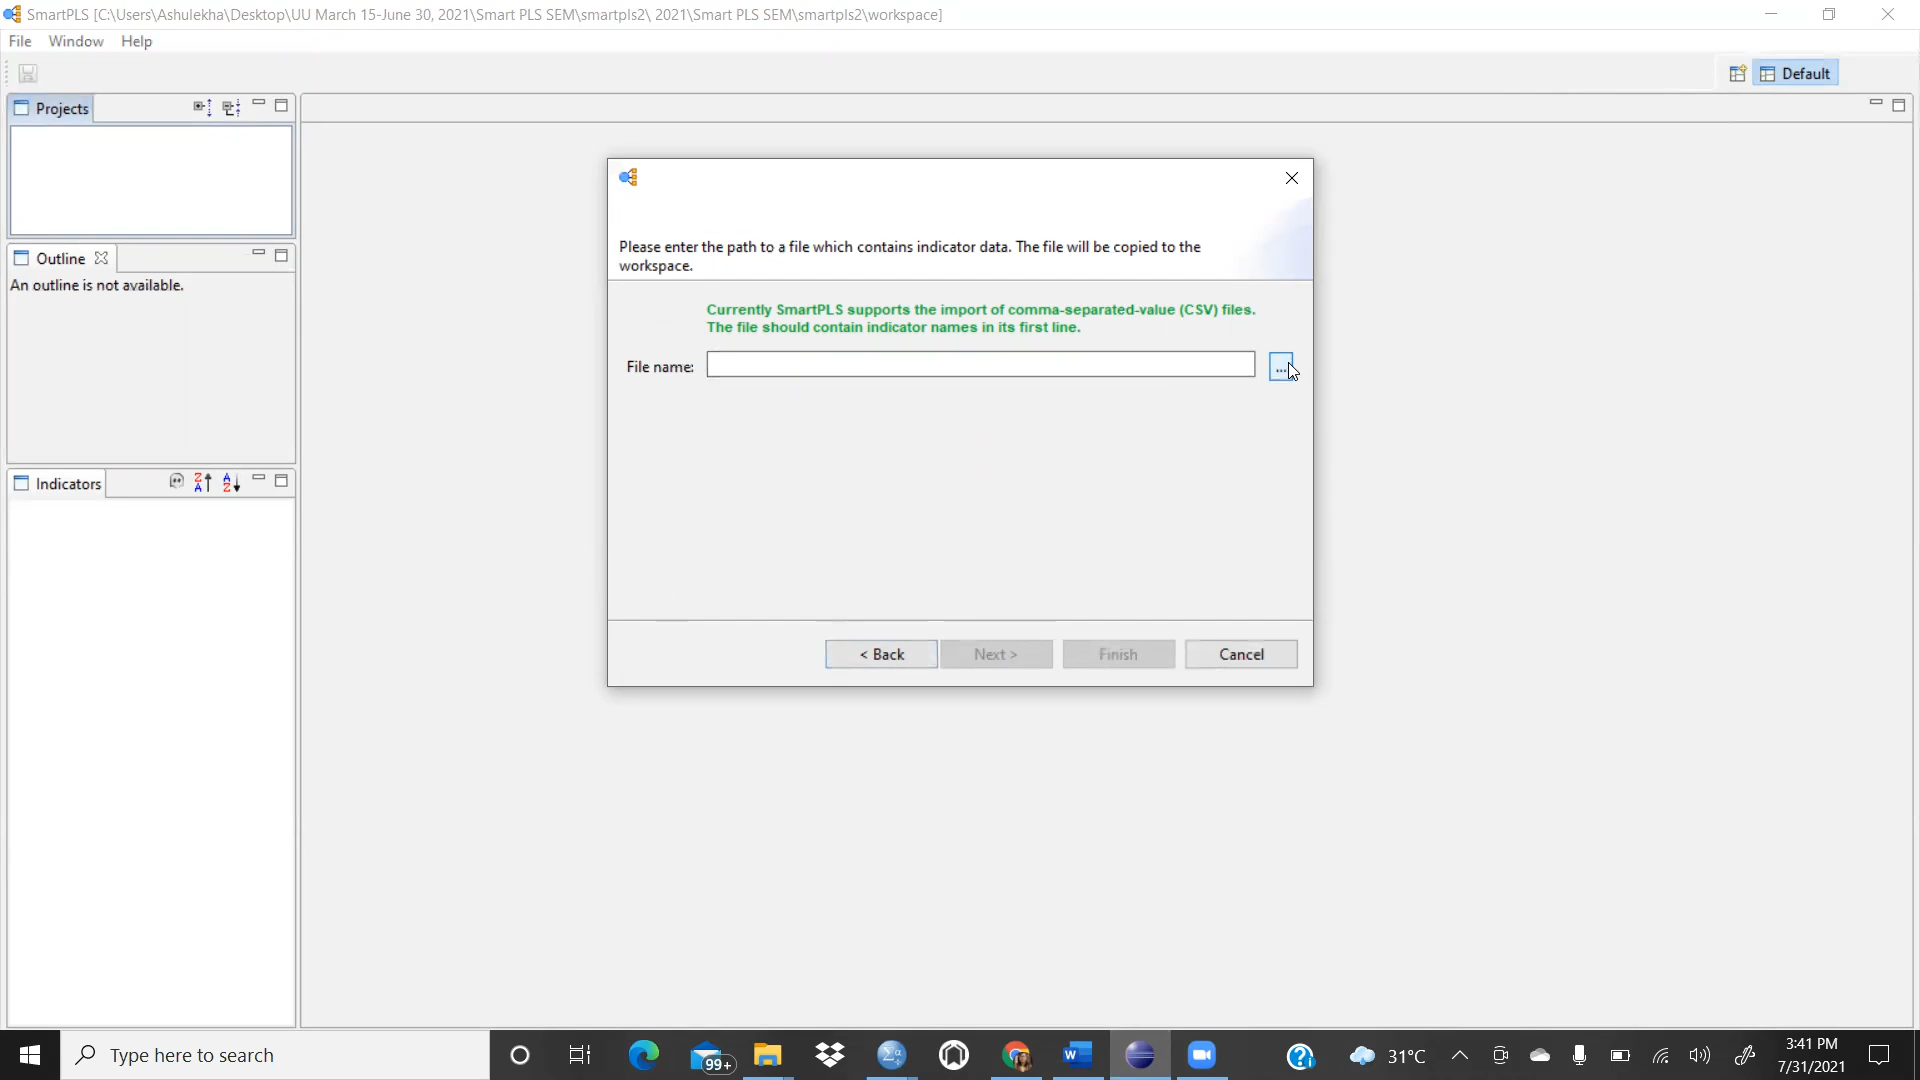 SmartPLS [C:\Users\Ashulekha\Desktop\UU March 15-June 30, 2021\Smart PLS SEM\smartpls2\ 2021\Smart PLS SEM\smartpls2\workspace]
File Window Help
Default
Projects
Outline
An outline is not available.
Indicators
Please enter the path to a file which contains indicator data. The file will be copied to the
workspace.
Currently SmartPLS supports the import of comma-separated-value (CSV) files.
The file should contain indicator names in its first line.
File name:
...
< Back Next > Finish Cancel
Type here to search
99+
31°C
3:41 PM
7/31/2021